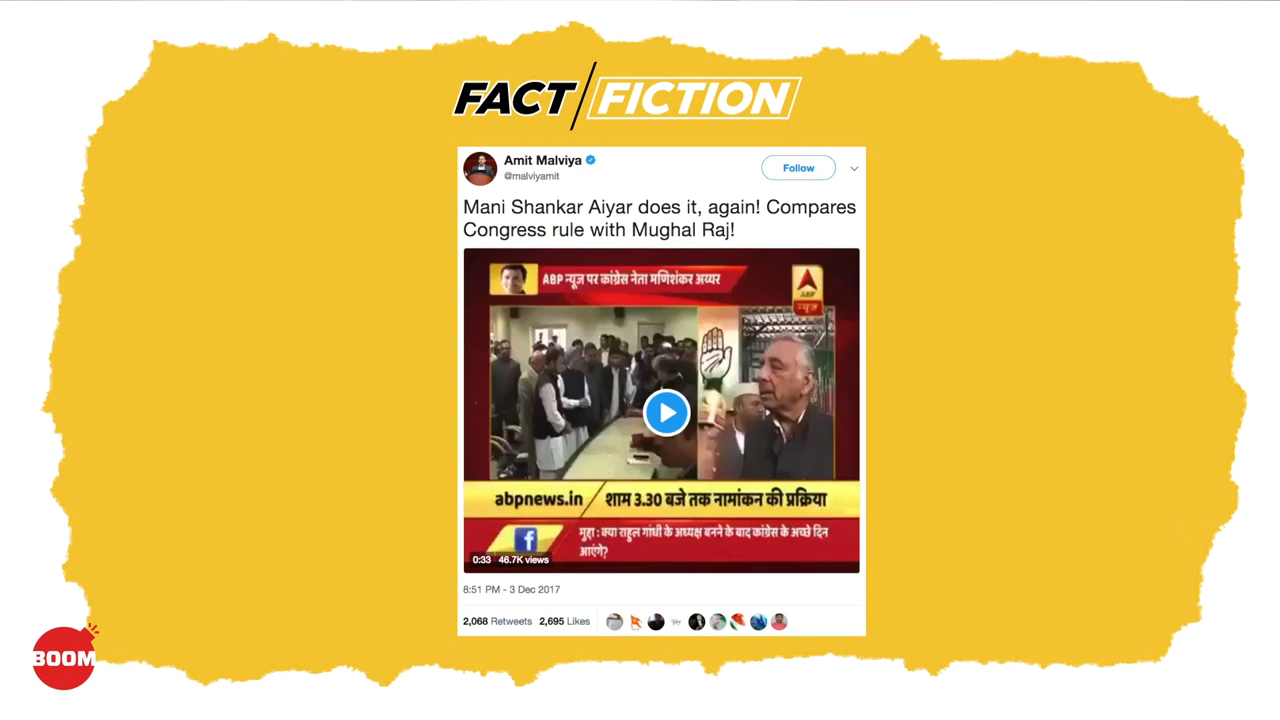 FACT/FICTION
Amit Malviya
@malviyamit
Follow
Mani Shankar Aiyar does it, again! Compares
Congress rule with Mughal Raj!
ABP न्यूज पर कांग्रेस नेता मणिशंकर अय्यर
ABP
न्यूज
abpnews.in / शाम 3.30 बजे तक नामांकन की प्रक्रिया
मुद्दा : क्या राहुल गांधी के अध्यक्ष बनने के बाद कांग्रेस के अच्छे दिन
आएंगे?
0:33 46.7K views
8:51 PM - 3 Dec 2017
2,068 Retweets 2,695 Likes
BOOM